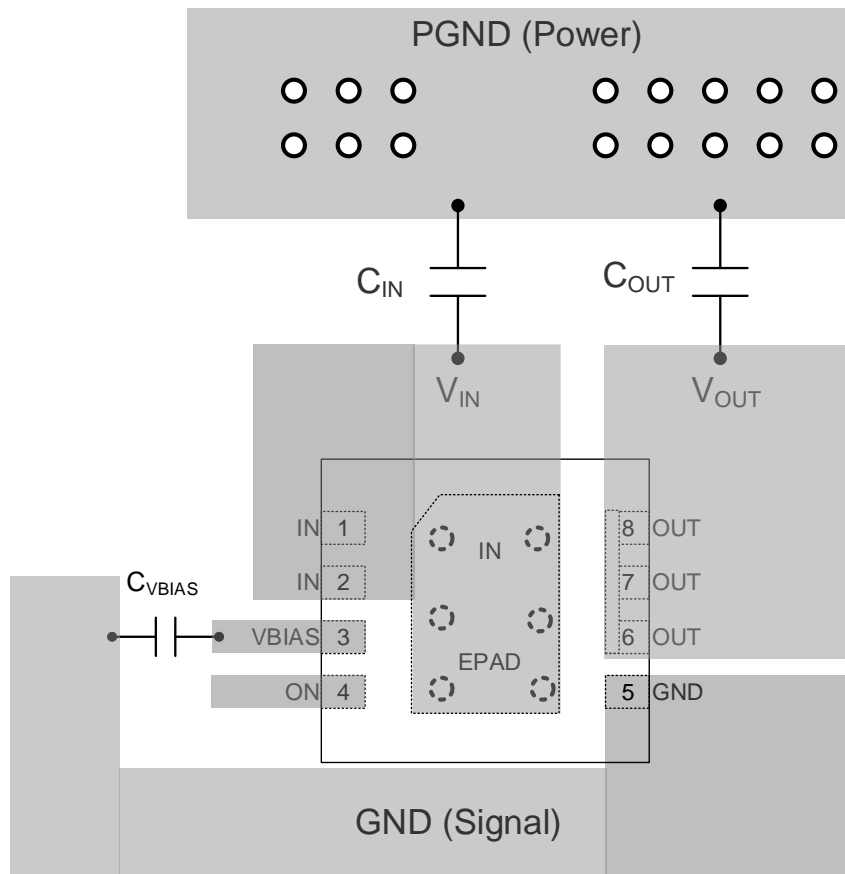 PGND (Power)
CIN
COUT
VIN
VOUT
IN 1
8 OUT
IN
IN 2
7 OUT
CVBIAS
VBIAS 3
6 OUT
EPAD
ON 4
5 GND
GND (Signal)